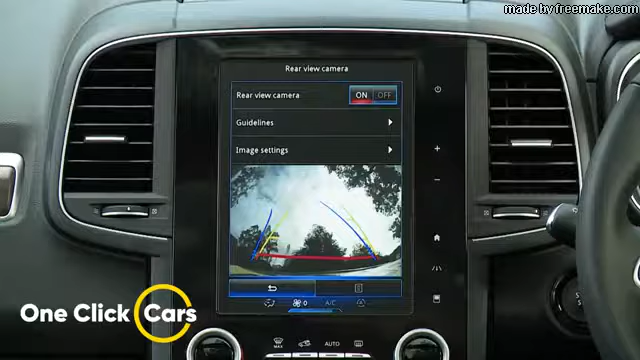 made by freemake.com
Rear view camera
Rear view camera ON OFF
Guidelines
Image settings
0 A/C
One Click Cars
MAX AUTO